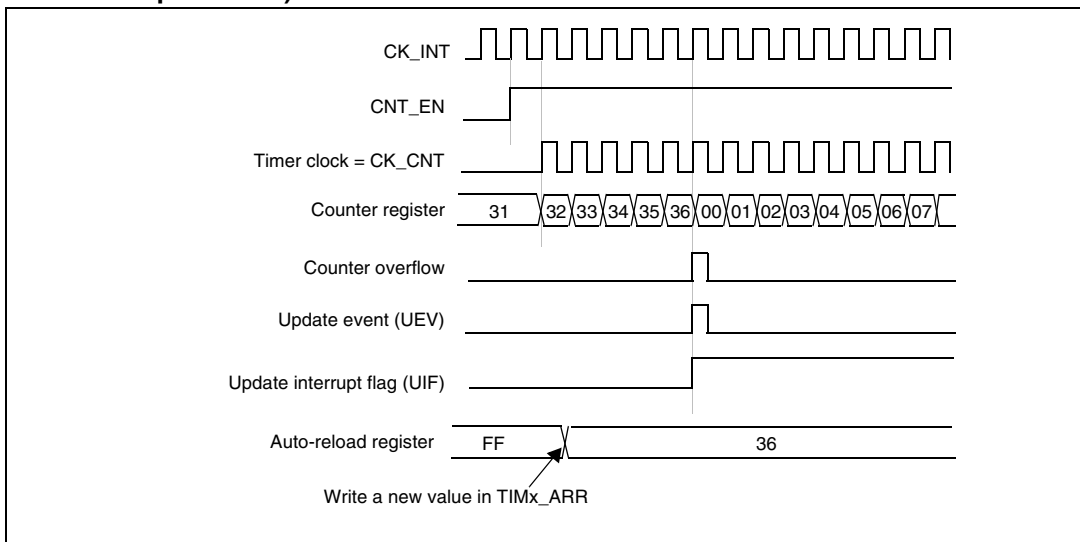 CK_INT
CNT_EN
Timer clock = CK_CNT
Counter register 31 32 33 34 35 36 00 01 02 03 04 05 06 07
Counter overflow
Update event (UEV)
Update interrupt flag (UIF)
Auto-reload register FF 36
Write a new value in TIMx_ARR